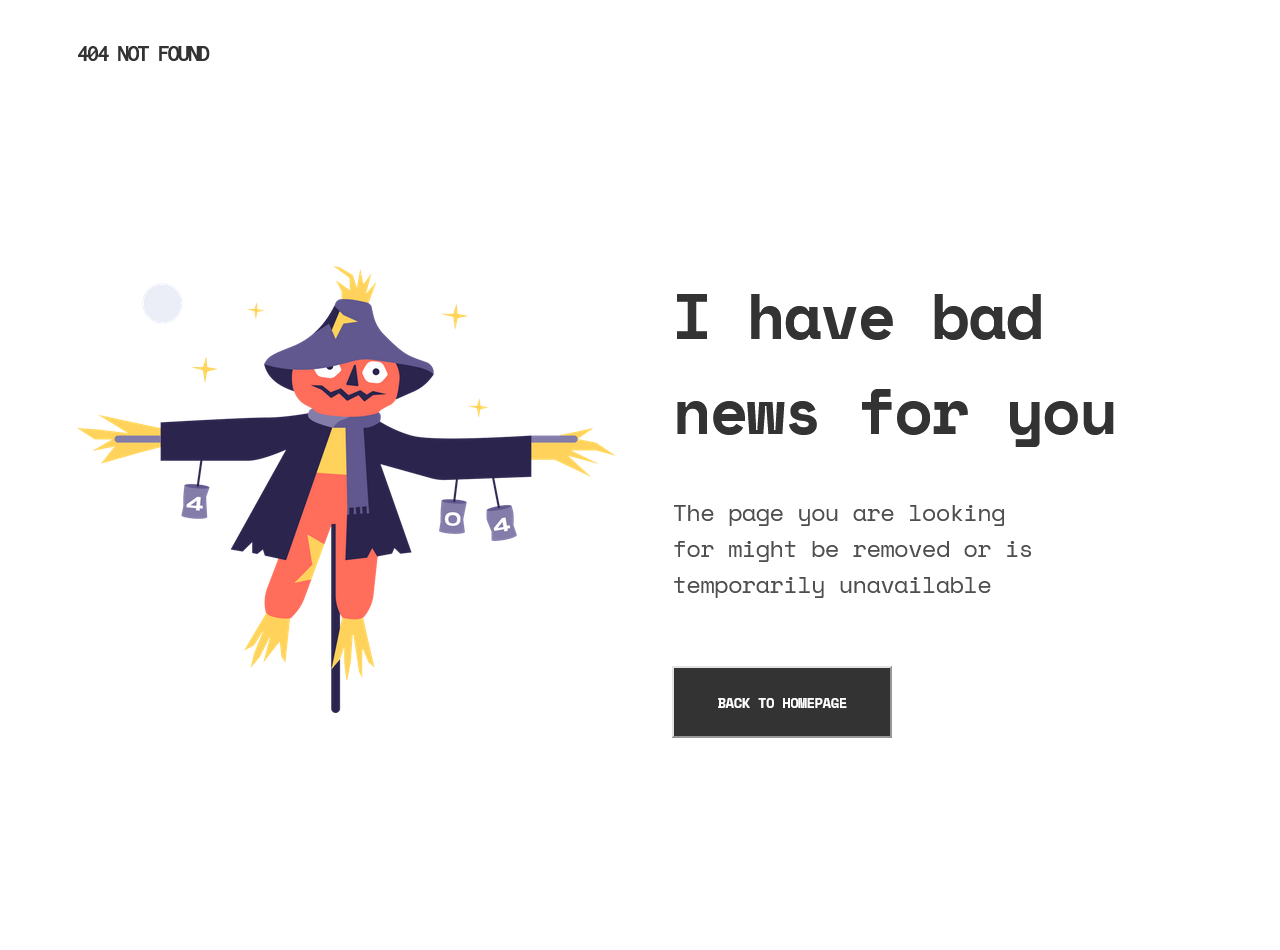 404 NOT FOUND
4
0
4
I have bad
news for you
The page you are looking
for might be removed or is
temporarily unavailable
BACK TO HOMEPAGE